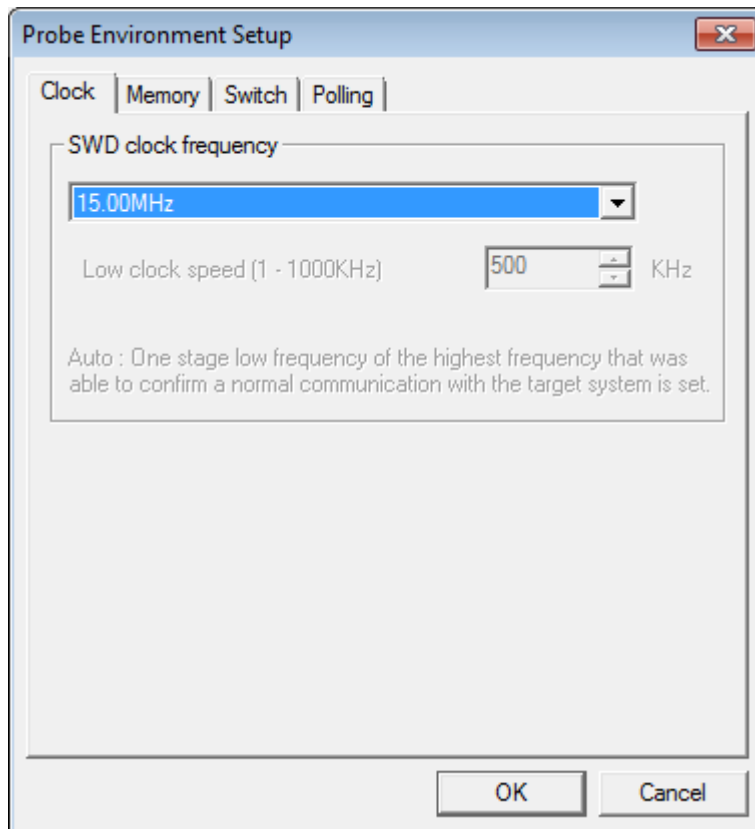 Probe Environment Setup
Clock Memory Switch Polling
SWD clock frequency
15.00MHz
Low clock speed (1 - 1000KHz) 500 KHz
Auto : One stage low frequency of the highest frequency that was
able to confirm a normal communication with the target system is set.
OK Cancel